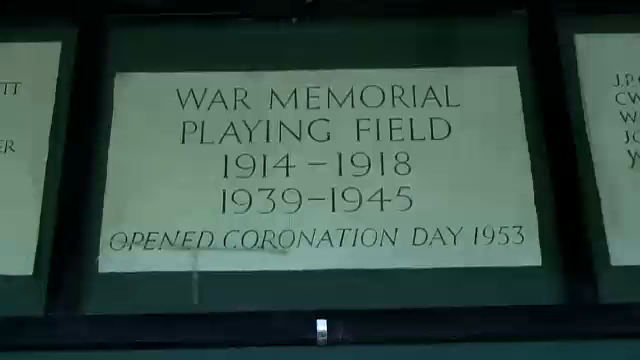 WAR MEMORIAL
PLAYING FIELD
1914 – 1918
1939–1945
OPENED CORONATION DAY 1953